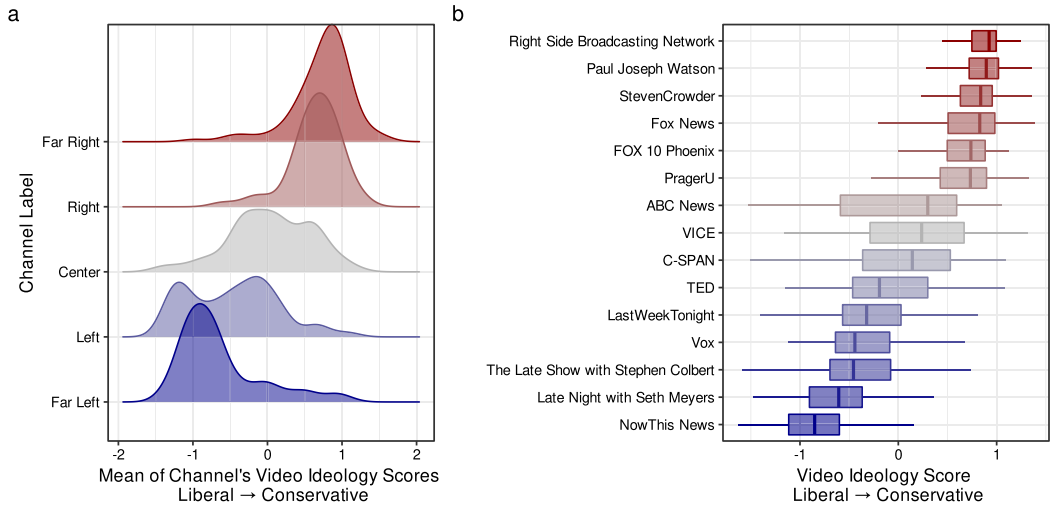 a
b
Channel Label
Far Right
Right
Center
Left
Far Left
-2 -1 0 1 2
Mean of Channel's Video Ideology Scores
Liberal → Conservative
Right Side Broadcasting Network
Paul Joseph Watson
StevenCrowder
Fox News
FOX 10 Phoenix
PragerU
ABC News
VICE
C-SPAN
TED
LastWeekTonight
Vox
The Late Show with Stephen Colbert
Late Night with Seth Meyers
NowThis News
-1 0 1
Video Ideology Score
Liberal → Conservative